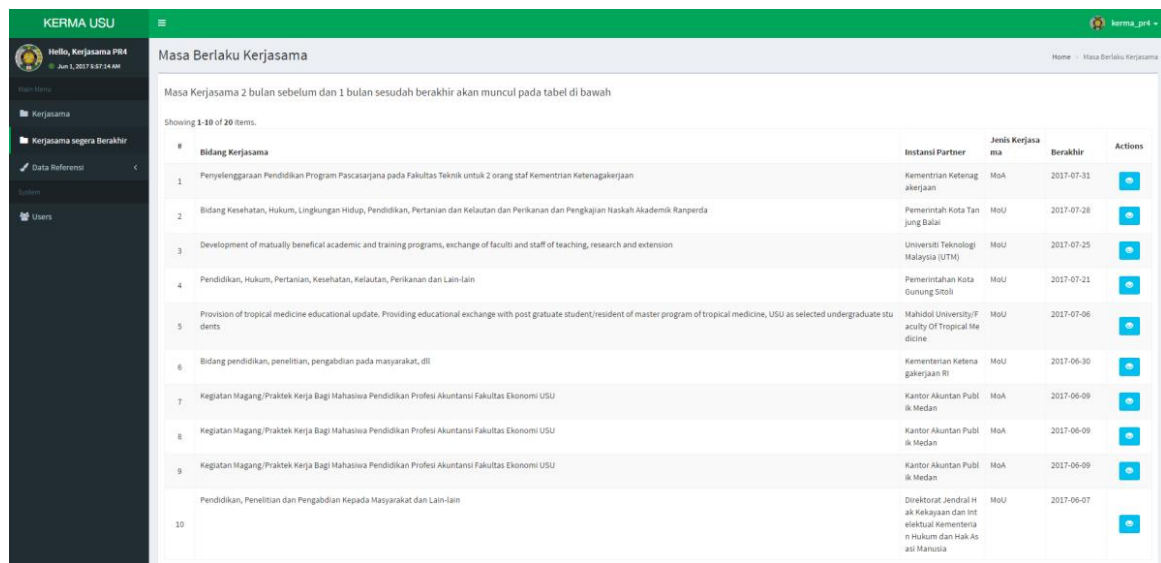 KERMA USU
kerma_pr4
Hello, Kerjasama PR4
Jun 1, 2017 5:57:14 AM
Main Menu
Kerjasama
Kerjasama segera Berakhir
Data Referensi
System
Users
Masa Berlaku Kerjasama
Home > Masa Berlaku Kerjasama
Masa Kerjasama 2 bulan sebelum dan 1 bulan sesudah berakhir akan muncul pada tabel di bawah
Showing 1-10 of 20 items.
# Bidang Kerjasama Instansi Partner Jenis Kerjasa Berakhir Actions
ma
1 Penyelenggaraan Pendidikan Program Pascasarjana pada Fakultas Teknik untuk 2 orang staf Kementrian Ketenagakerjaan Kementrian Ketenag MoA 2017-07-31
akerjaan
2 Bidang Kesehatan, Hukum, Lingkungan Hidup, Pendidikan, Pertanian dan Kelautan dan Perikanan dan Pengkajian Naskah Akademik Ranperda Pemerintah Kota Tan MoU 2017-07-28
jung Balai
3 Development of matually benefical academic and training programs, exchange of faculti and staff of teaching, research and extension Universiti Teknologi MoU 2017-07-25
Malaysia (UTM)
4 Pendidikan, Hukum, Pertanian, Kesehatan, Kelautan, Perikanan dan Lain-lain Pemerintahan Kota MoU 2017-07-21
Gunung Sitoli
5 Provision of tropical medicine educational update. Providing educational exchange with post gratuate student/resident of master program of tropical medicine, USU as selected undergraduate stu Mahidol University/F MoU 2017-07-06
dents aculty Of Tropical Me
dicine
6 Bidang pendidikan, penelitian, pengabdian pada masyarakat, dll Kementerian Ketena MoU 2017-06-30
gakerjaan RI
7 Kegiatan Magang/Praktek Kerja Bagi Mahasiwa Pendidikan Profesi Akuntansi Fakultas Ekonomi USU Kantor Akuntan Publ MoA 2017-06-09
ik Medan
8 Kegiatan Magang/Praktek Kerja Bagi Mahasiwa Pendidikan Profesi Akuntansi Fakultas Ekonomi USU Kantor Akuntan Publ MoA 2017-06-09
ik Medan
9 Kegiatan Magang/Praktek Kerja Bagi Mahasiwa Pendidikan Profesi Akuntansi Fakultas Ekonomi USU Kantor Akuntan Publ MoA 2017-06-09
ik Medan
10 Pendidikan, Penelitian dan Pengabdian Kepada Masyarakat dan Lain-lain Direktorat Jendral H MoU 2017-06-07
ak Kekayaan dan Int
elektual Kementeria
n Hukum dan Hak As
asi Manusia